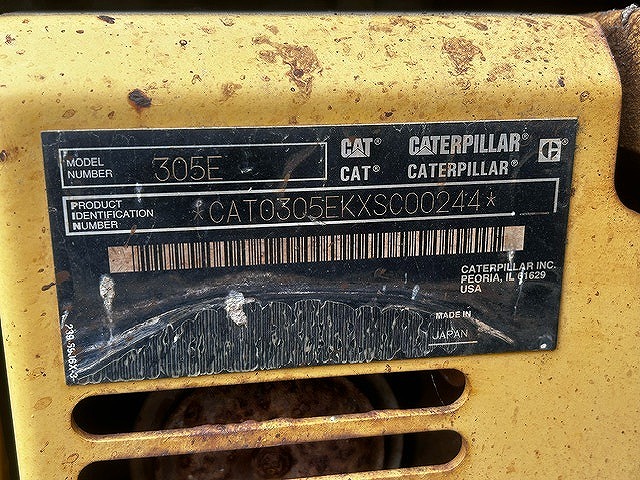 MODEL NUMBER 305E
CAT® CATERPILLAR® C
CAT® CATERPILLAR®
PRODUCT IDENTIFICATION NUMBER *CAT0305EKXSC00244*
CATERPILLAR INC.
PEORIA, IL 61629
USA
MADE IN
JAPAN